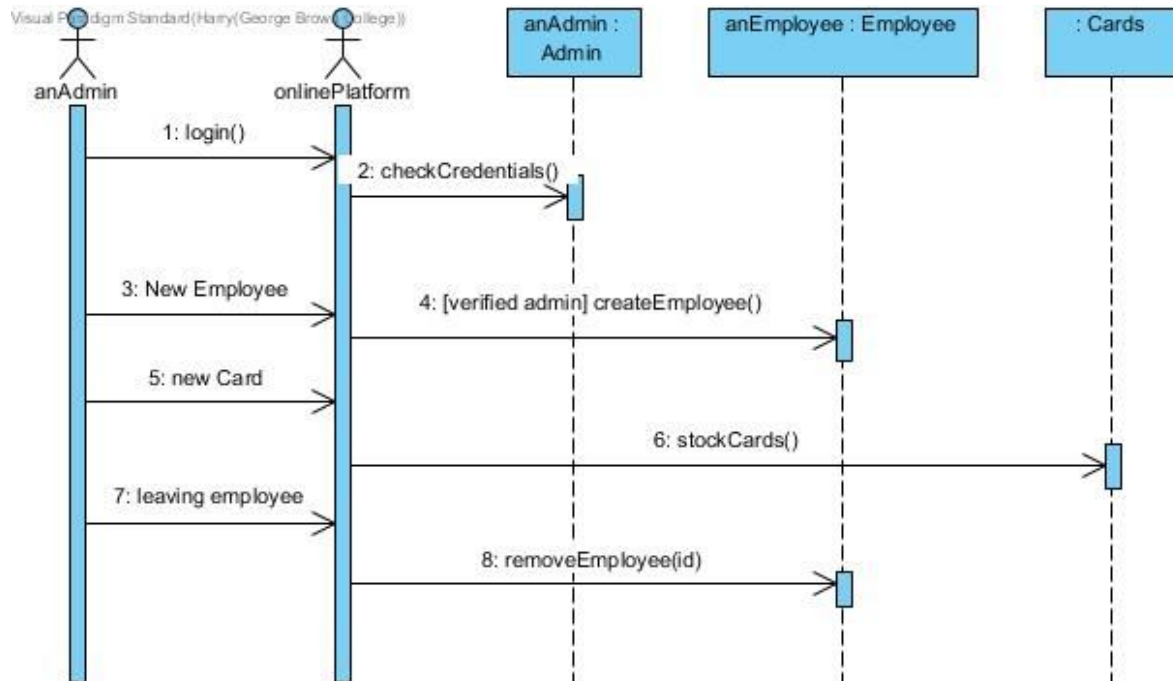 Visual Paradigm Standard(Harry(George Brown College))
anAdmin :
Admin
anEmployee : Employee
: Cards
anAdmin
onlinePlatform
1: login()
2: checkCredentials()
3: New Employee
4: [verified admin] createEmployee()
5: new Card
6: stockCards()
7: leaving employee
8: removeEmployee(id)